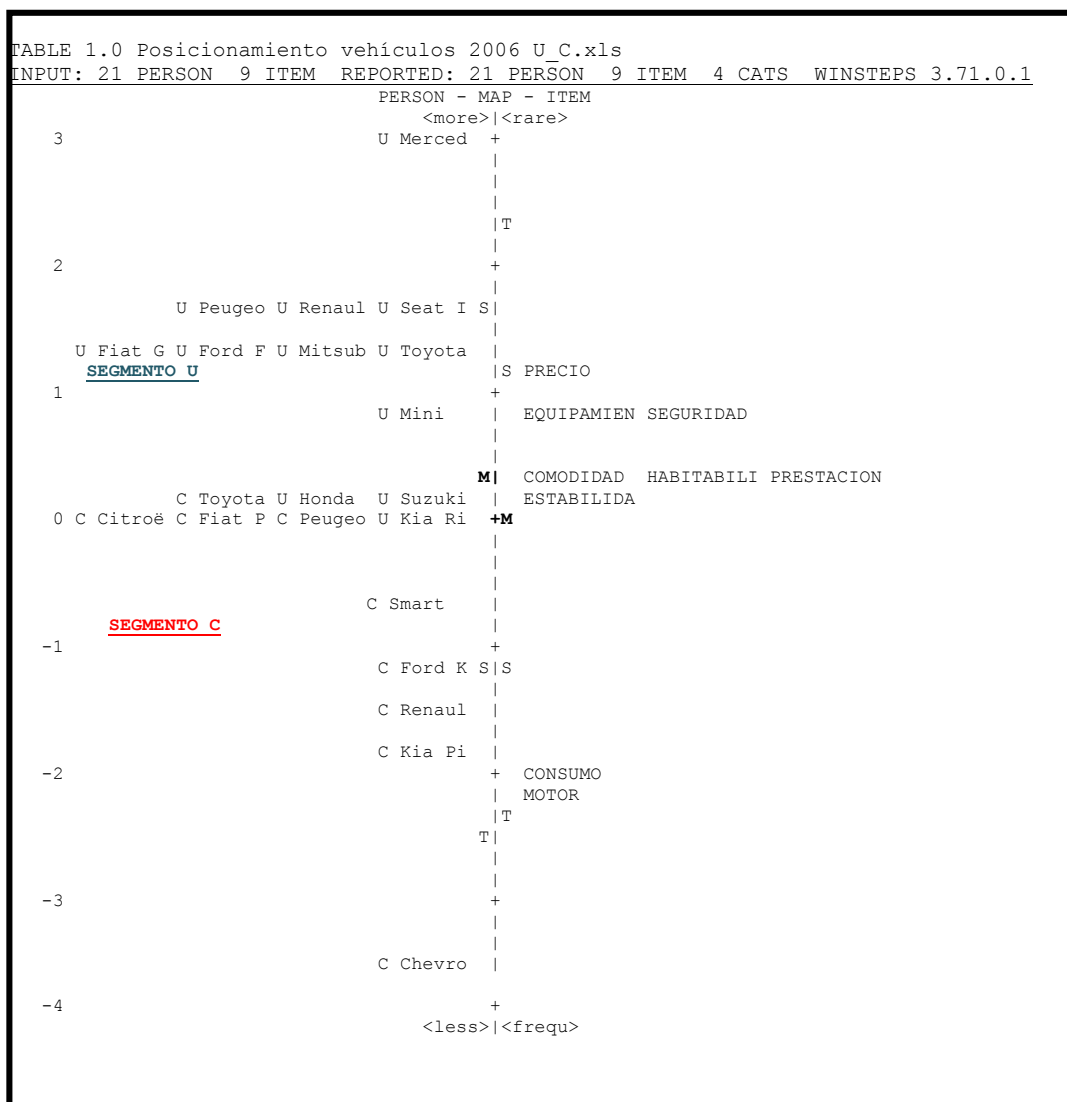 TABLE 1.0 Posicionamiento vehículos 2006 U_C.xls
INPUT: 21 PERSON 9 ITEM REPORTED: 21 PERSON 9 ITEM 4 CATS WINSTEPS 3.71.0.1
PERSON - MAP - ITEM
<more>|<rare>
3 U Merced +
|
|
|
|T
|
2 +
|
U Peugeo U Renaul U Seat I S|
|
U Fiat G U Ford F U Mitsub U Toyota |
SEGMENTO U |S PRECIO
1 +
U Mini | EQUIPAMIEN SEGURIDAD
|
|
M| COMODIDAD HABITABILI PRESTACION
C Toyota U Honda U Suzuki | ESTABILIDA
0 C Citroë C Fiat P C Peugeo U Kia Ri +M
|
|
|
C Smart |
SEGMENTO C |
-1 +
C Ford K S|S
|
C Renaul |
|
C Kia Pi |
-2 + CONSUMO
| MOTOR
|T
T|
|
|
-3 +
|
|
C Chevro |
-4 +
<less>|<frequ>